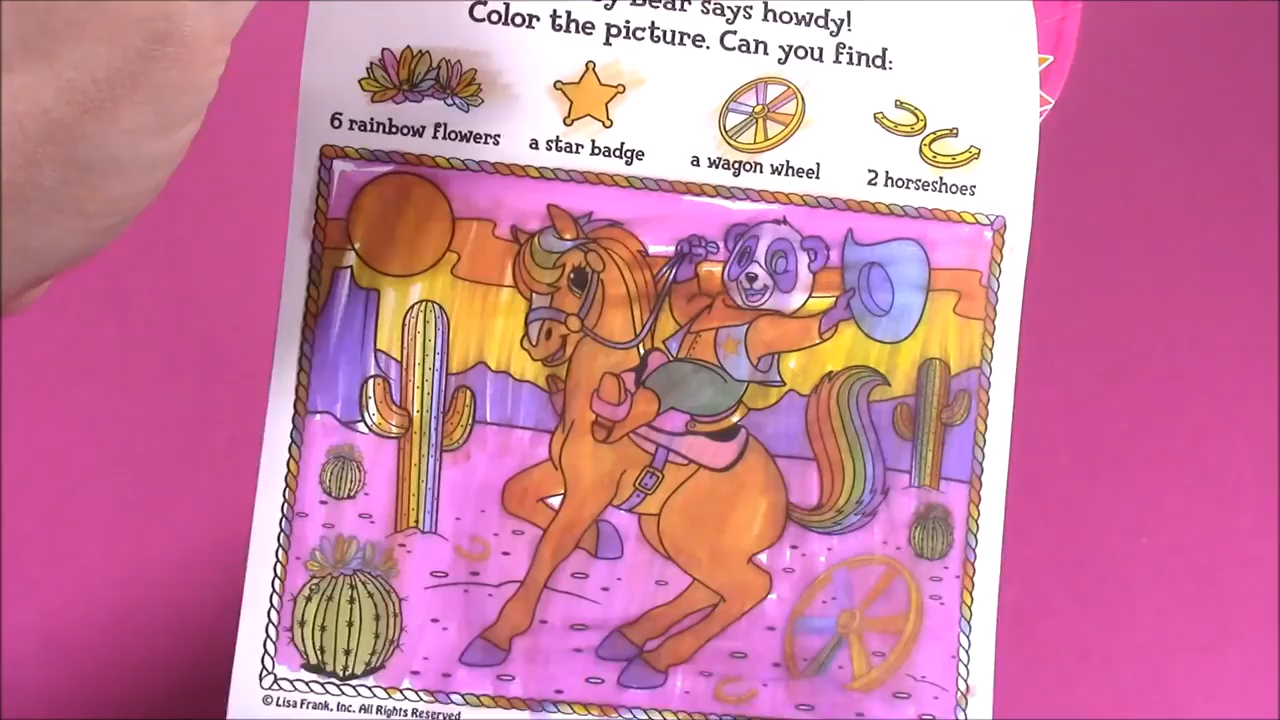 Bear says howdy!
Color the picture. Can you find:
6 rainbow flowers
a star badge
a wagon wheel
2 horseshoes
© Lisa Frank, Inc. All Rights Reserved